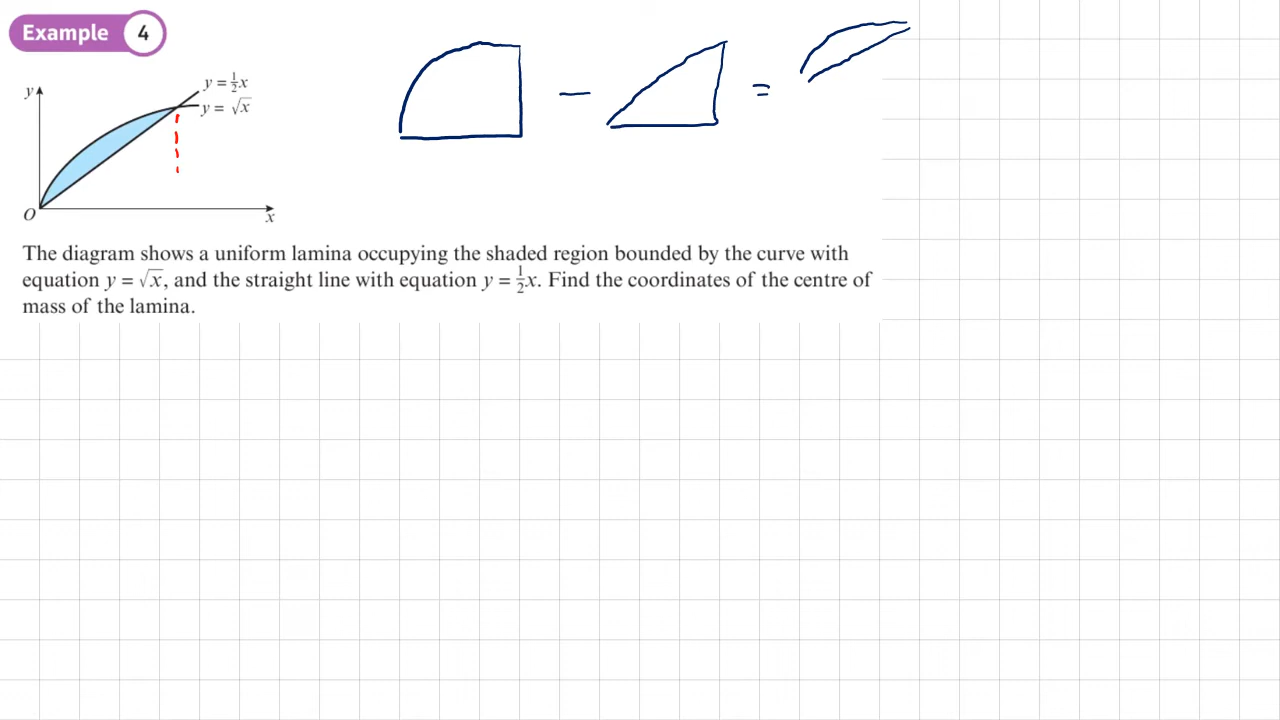 Example 4
y = ½x
y
y = √x
− =
O
x
The diagram shows a uniform lamina occupying the shaded region bounded by the curve with
equation y = √x, and the straight line with equation y = ½x. Find the coordinates of the centre of
mass of the lamina.